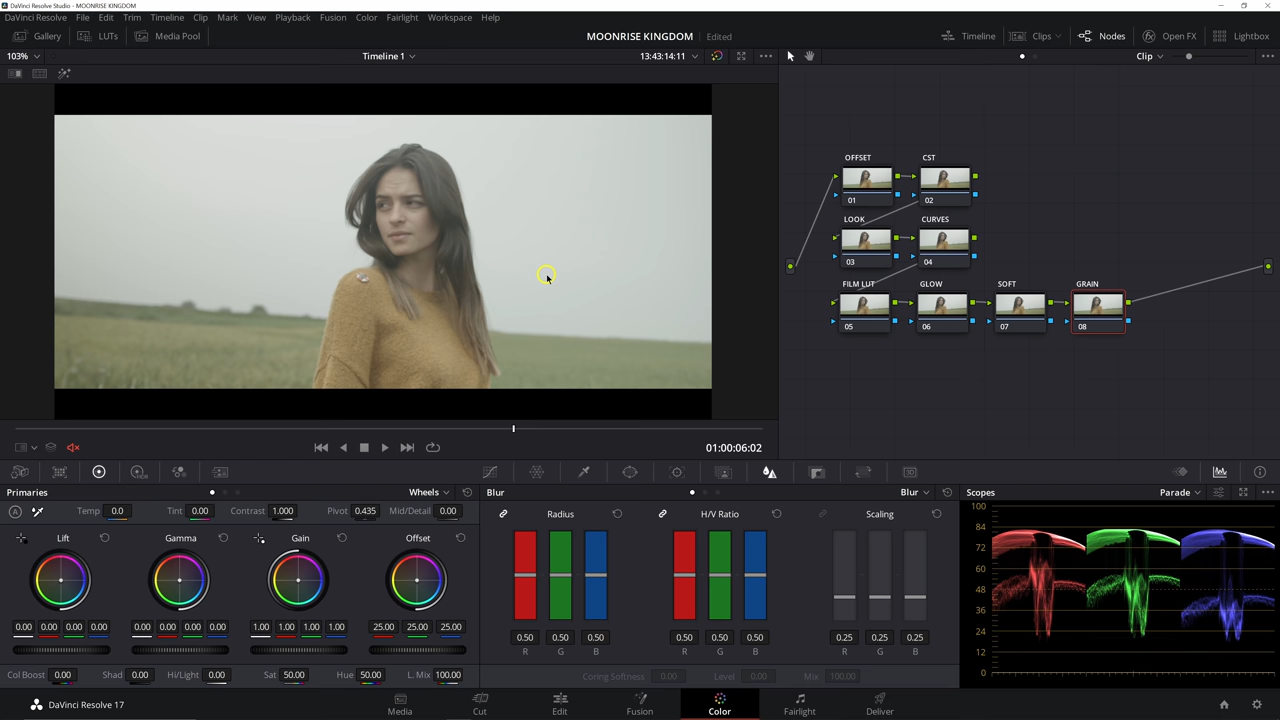 DaVinci Resolve Studio - MOONRISE KINGDOM
DaVinci Resolve File Edit Trim Timeline Clip Mark View Playback Fusion Color Fairlight Workspace Help
Gallery LUTs Media Pool MOONRISE KINGDOM Edited Timeline Clips Nodes Open FX Lightbox
103% Timeline 1 13:43:14:11 Clip
OFFSET CST
01 02
LOOK CURVES
03 04
FILM LUT GLOW SOFT GRAIN
05 06 07 08
01:00:06:02
Primaries Wheels Blur Blur Scopes Parade
A Temp 0.0 Tint 0.00 Contrast 1.000 Pivot 0.435 Mid/Detail 0.00
Radius H/V Ratio Scaling
Lift Gamma Gain Offset
0.00 0.00 0.00 0.00 0.00 0.00 0.00 0.00 1.00 1.00 1.00 1.00 25.00 25.00 25.00
0.50 0.50 0.50 0.50 0.50 0.50 0.25 0.25 0.25
R G B R G B R G B
Col Boost 0.00 Shad 0.00 Hi/Light 0.00 Sat 50.00 Hue 50.00 L. Mix 100.00
Coring Softness 0.00 Level 0.00 Mix 100.00
100
84
72
60
48
36
24
12
0
DaVinci Resolve 17 Media Cut Edit Fusion Color Fairlight Deliver